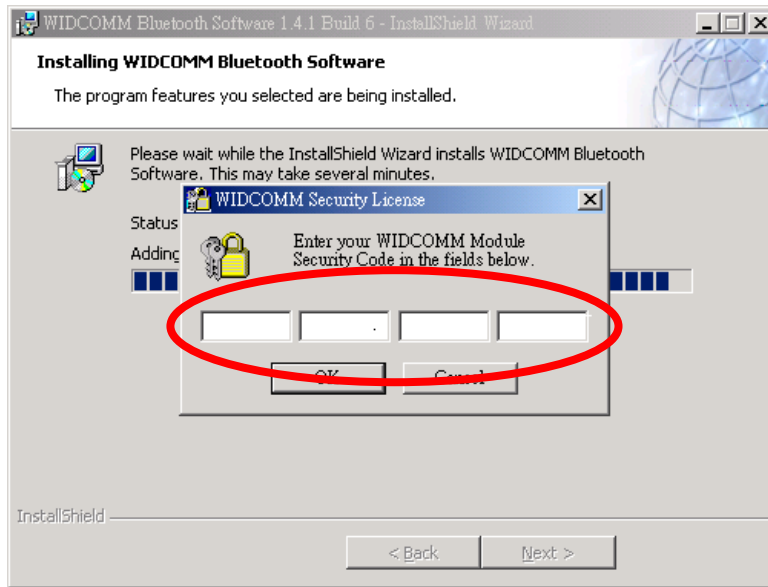 WIDCOMM Bluetooth Software 1.4.1 Build 6 - InstallShield Wizard
Installing WIDCOMM Bluetooth Software
The program features you selected are being installed.
Please wait while the InstallShield Wizard installs WIDCOMM Bluetooth
Software. This may take several minutes.
WIDCOMM Security License
Status
Enter your WIDCOMM Module
Adding
Security Code in the fields below.
OK
Cancel
InstallShield
< Back
Next >